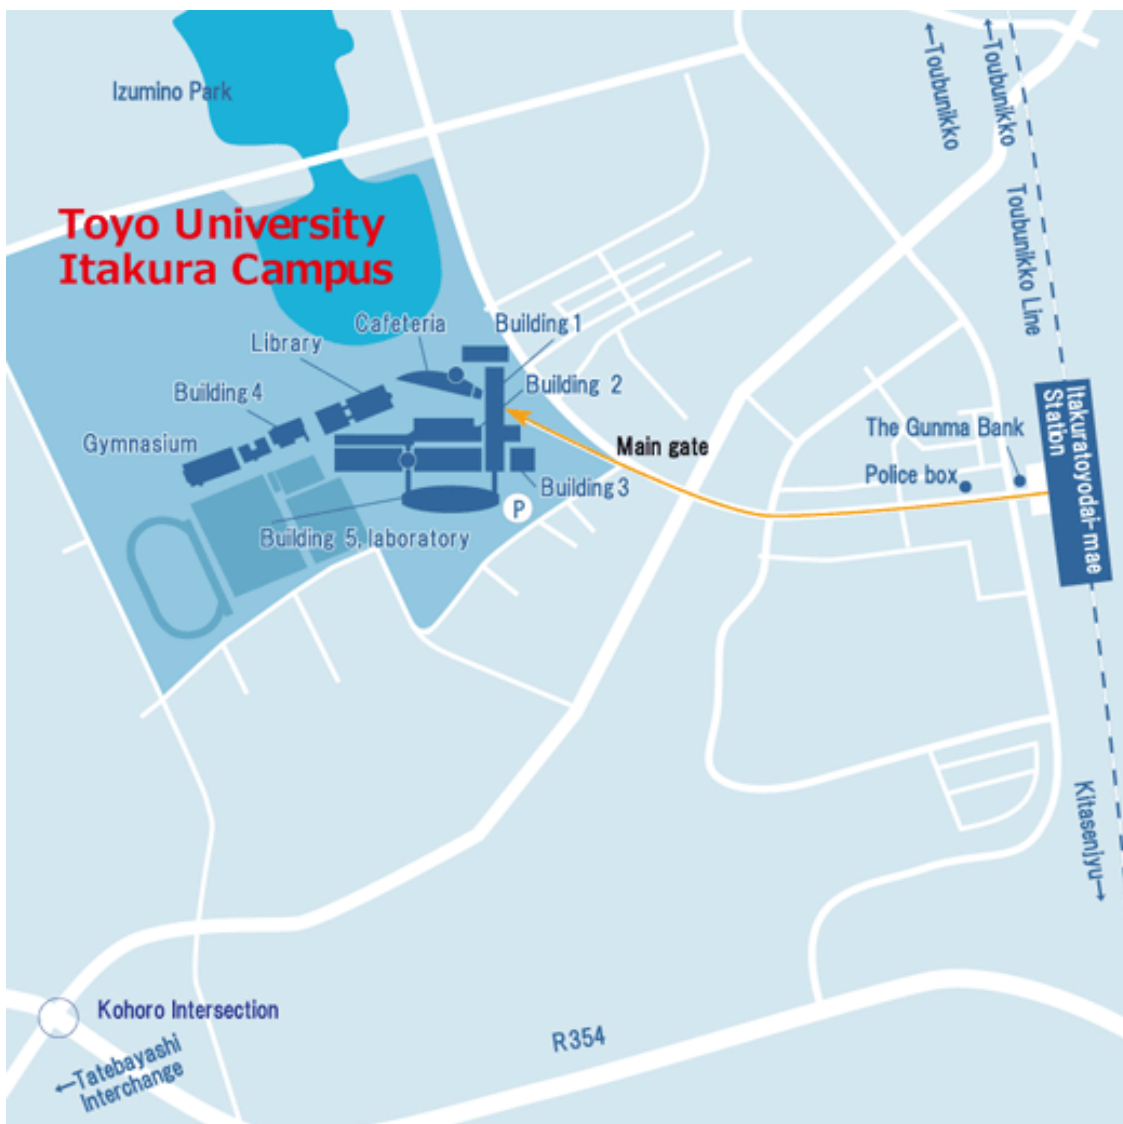 Izumino Park
←Toubunikko
←Toubunikko
Toubunikko Line
Toyo University
Itakura Campus
Cafeteria
Building 1
Library
Building 2
Building 4
Gymnasium
Main gate
The Gunma Bank
Police box
Itakuratoyodai-mae
Station
Building 3
P
Building 5, laboratory
Kitasenjyu→
Kohoro Intersection
R354
←Tatebayashi
Interchange